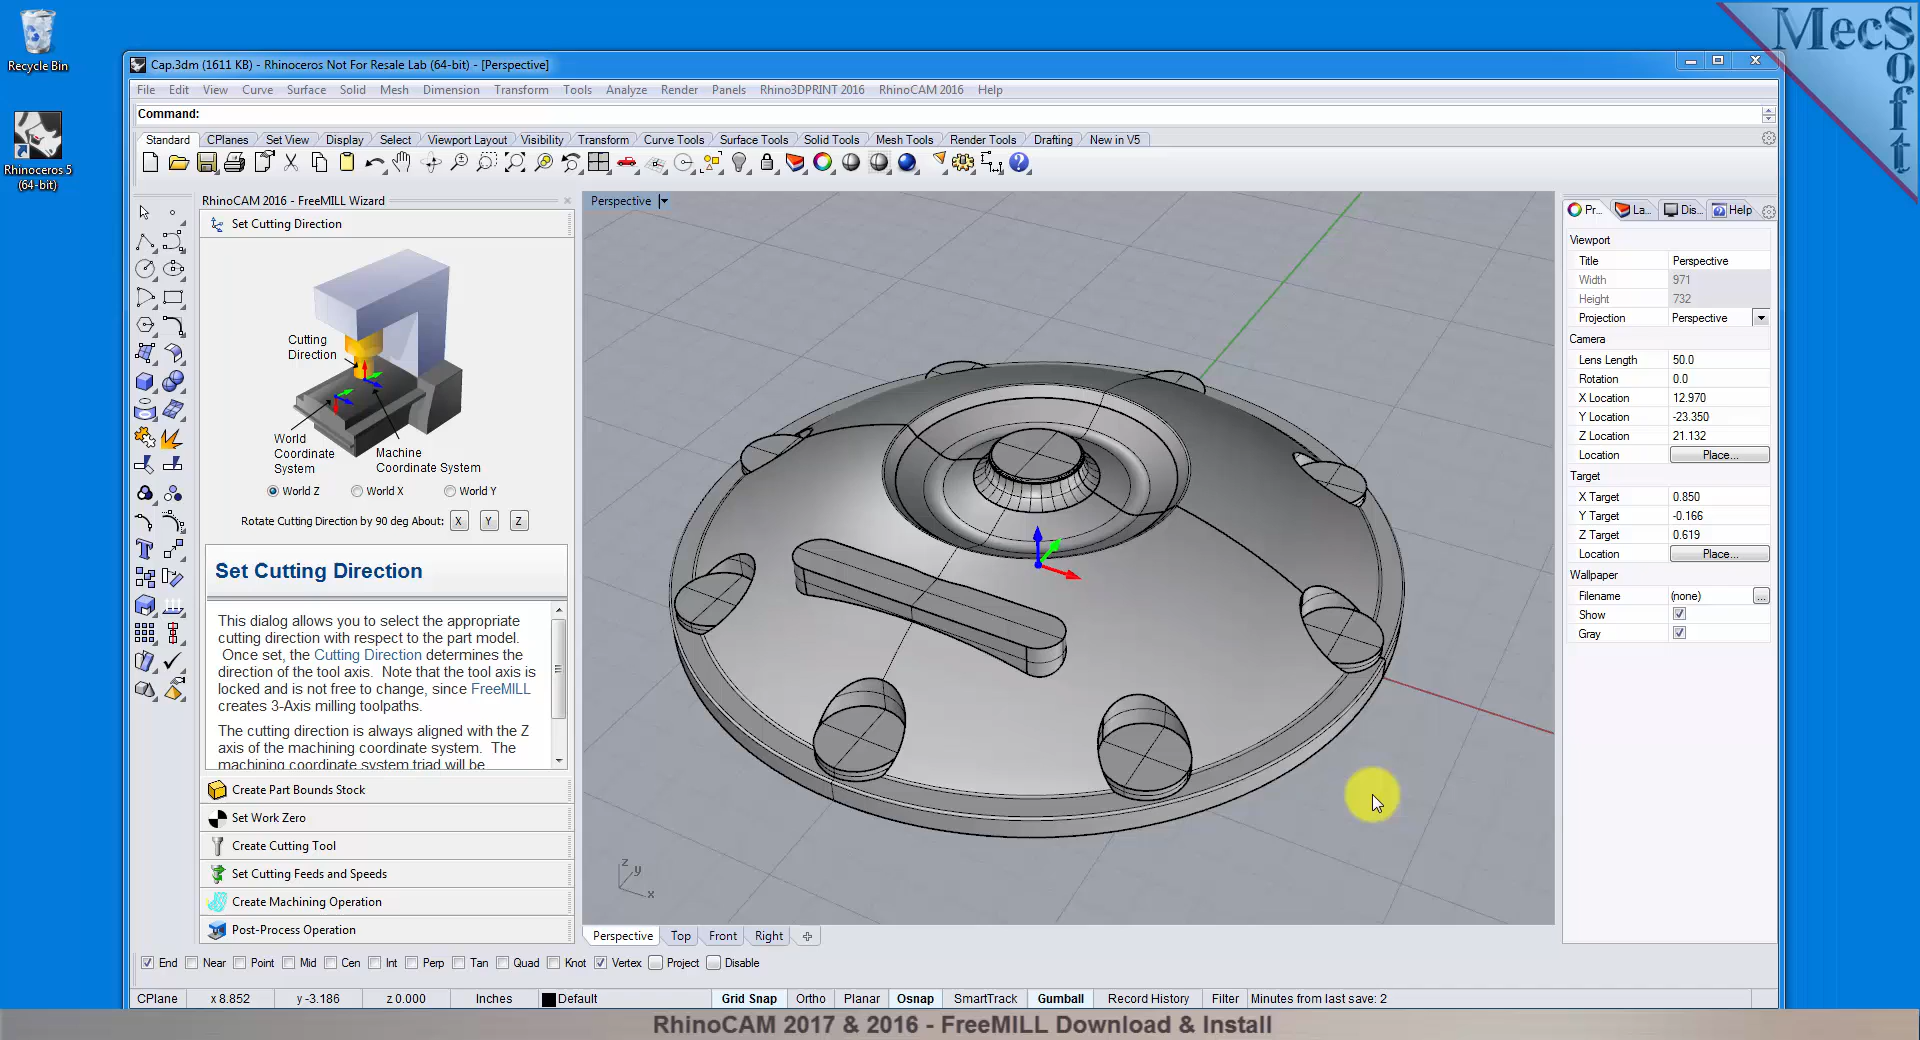 Recycle Bin
Rhinoceros 5
(64-bit)
MecSoft
Cap.3dm (1611 KB) - Rhinoceros Not For Resale Lab (64-bit) - [Perspective]
File Edit View Curve Surface Solid Mesh Dimension Transform Tools Analyze Render Panels Rhino3DPRINT 2016 RhinoCAM 2016 Help
Command:
Standard CPlanes Set View Display Select Viewport Layout Visibility Transform Curve Tools Surface Tools Solid Tools Mesh Tools Render Tools Drafting New in V5
RhinoCAM 2016 - FreeMILL Wizard
Set Cutting Direction
Cutting
Direction
World
Coordinate
System
Machine
Coordinate System
World Z World X World Y
Rotate Cutting Direction by 90 deg About: X Y Z
Set Cutting Direction
This dialog allows you to select the appropriate
cutting direction with respect to the part model.
Once set, the Cutting Direction determines the
direction of the tool axis. Note that the tool axis is
locked and is not free to change, since FreeMILL
creates 3-Axis milling toolpaths.
The cutting direction is always aligned with the Z
axis of the machining coordinate system. The
machining coordinate system triad will be
Create Part Bounds Stock
Set Work Zero
Create Cutting Tool
Set Cutting Feeds and Speeds
Create Machining Operation
Post-Process Operation
Perspective
z
y
x
Perspective Top Front Right
Pr... La... Dis... Help
Viewport
Title Perspective
Width 971
Height 732
Projection Perspective
Camera
Lens Length 50.0
Rotation 0.0
X Location 12.970
Y Location -23.350
Z Location 21.132
Location Place...
Target
X Target 0.850
Y Target -0.166
Z Target 0.619
Location Place...
Wallpaper
Filename (none) ...
Show
Gray
End Near Point Mid Cen Int Perp Tan Quad Knot Vertex Project Disable
CPlane x 8.852 y -3.186 z 0.000 Inches Default Grid Snap Ortho Planar Osnap SmartTrack Gumball Record History Filter Minutes from last save: 2
RhinoCAM 2017 & 2016 - FreeMILL Download & Install